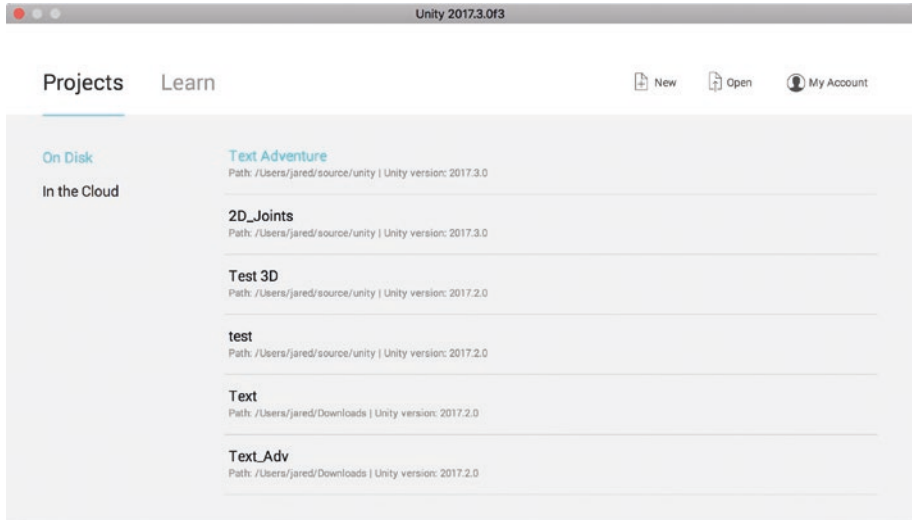 Unity 2017.3.0f3
Projects
Learn
New
Open
My Account
On Disk
In the Cloud
Text Adventure
Path: /Users/jared/source/unity | Unity version: 2017.3.0
2D_Joints
Path: /Users/jared/source/unity | Unity version: 2017.3.0
Test 3D
Path: /Users/jared/source/unity | Unity version: 2017.2.0
test
Path: /Users/jared/source/unity | Unity version: 2017.2.0
Text
Path: /Users/jared/Downloads | Unity version: 2017.2.0
Text_Adv
Path: /Users/jared/Downloads | Unity version: 2017.2.0